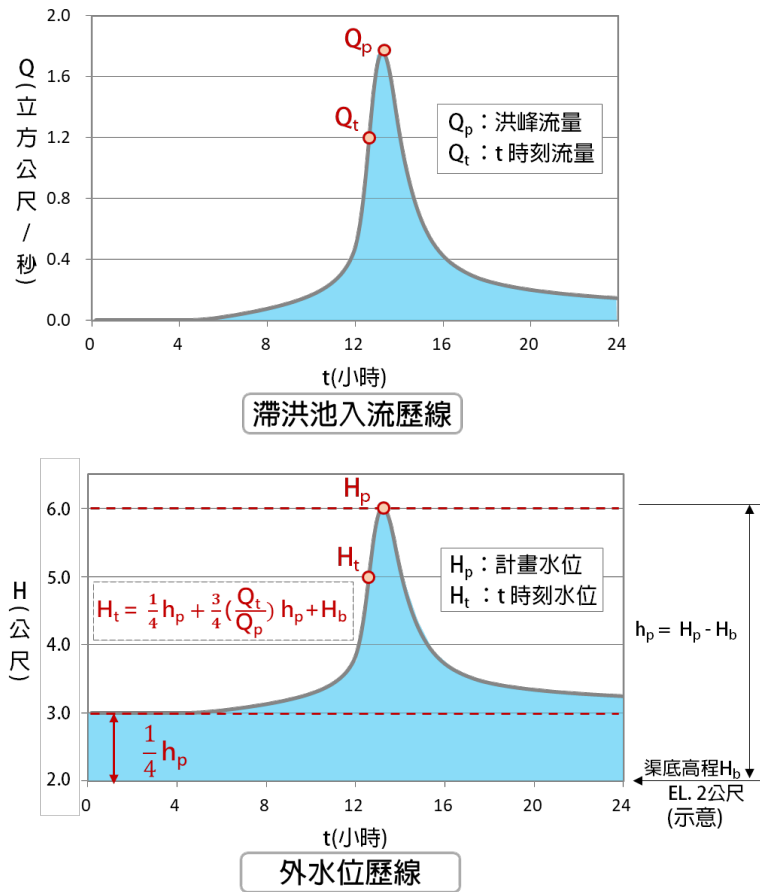 2.0
1.6
1.2
0.8
0.4
0.0
Q(立方公尺/秒)
Qp
Qt
Qp：洪峰流量
Qt：t 時刻流量
0 4 8 12 16 20 24
t(小時)
滯洪池入流歷線
6.0
5.0
4.0
3.0
2.0
H(公尺)
Hp
Ht
Hp：計畫水位
Ht：t 時刻水位
Ht = 1/4 hp + 3/4 (Qt/Qp) hp + Hb
hp = Hp - Hb
1/4 hp
渠底高程Hb
EL. 2公尺
(示意)
0 4 8 12 16 20 24
t(小時)
外水位歷線